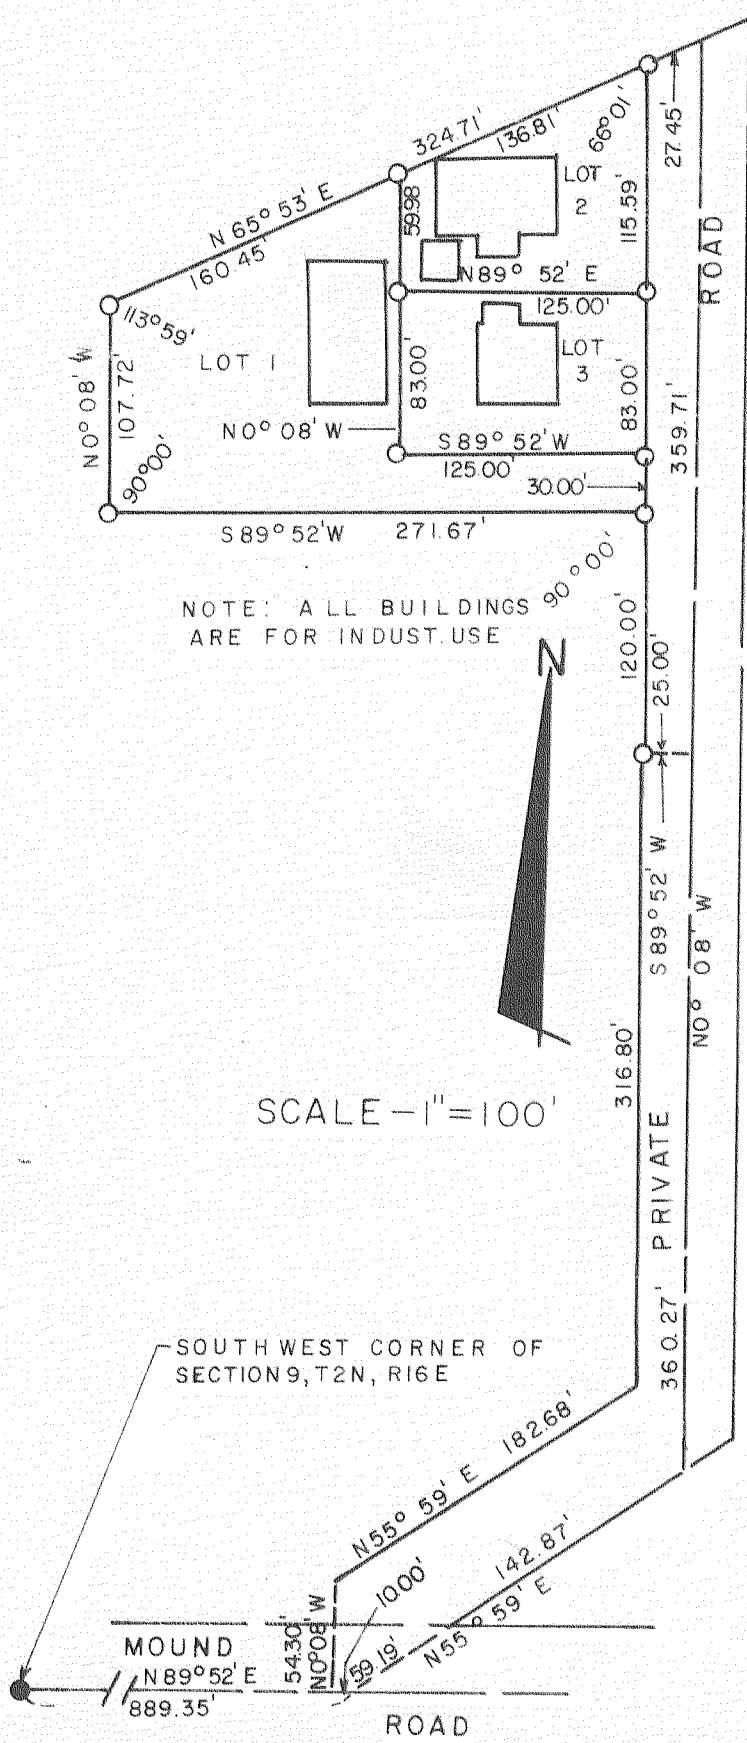 324.71'
136.81'
66°01'
27.45'
N 65° 53' E
160.45'
59.98
LOT
2
115.59'
ROAD
N89° 52' E
125.00'
113°59'
LOT 1
LOT
3
N0° 08' W
107.72'
83.00'
83.00'
359.71'
N0° 08' W
S89° 52'W
125.00'
90°00'
30.00'
S89° 52'W 271.67'
90°00'
NOTE: ALL BUILDINGS
ARE FOR INDUST. USE
120.00'
25.00'
N
S89° 52' W
N0° 08' W
316.80'
SCALE - 1"=100'
PRIVATE
360.27'
SOUTH WEST CORNER OF
SECTION 9, T2N, R16E
182.68'
N55° 59' E
142.87'
N55° 59' E
10.00'
54.30'
N0°08' W
59.19'
MOUND
N89°52'E
889.35'
ROAD